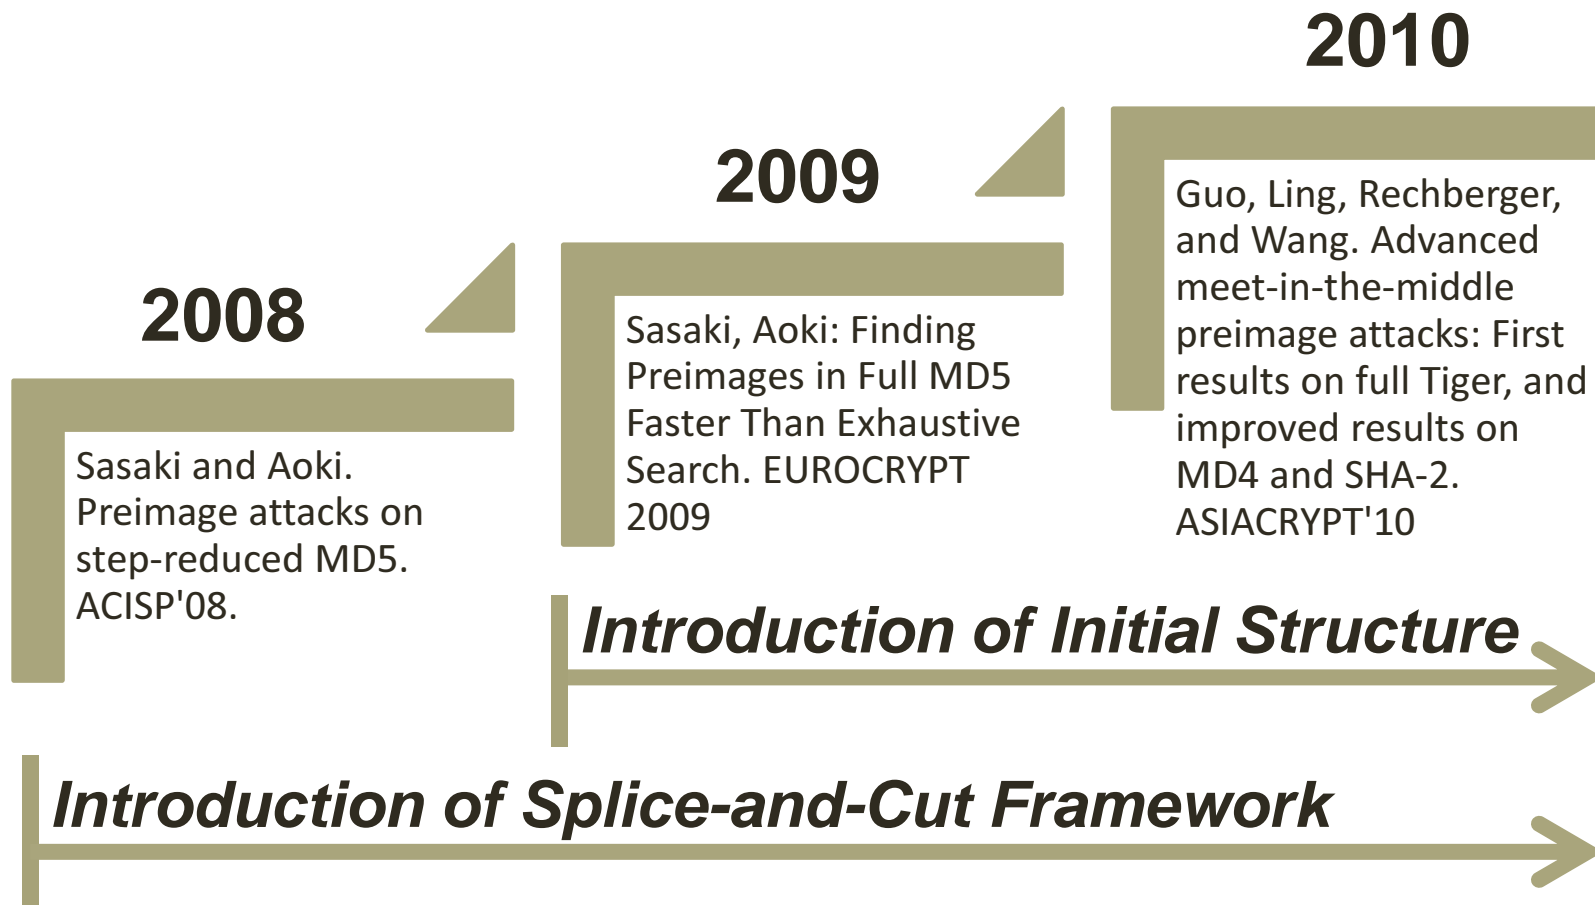 2008
Sasaki and Aoki.
Preimage attacks on
step-reduced MD5.
ACISP'08.
2009
Sasaki, Aoki: Finding
Preimages in Full MD5
Faster Than Exhaustive
Search. EUROCRYPT
2009
2010
Guo, Ling, Rechberger,
and Wang. Advanced
meet-in-the-middle
preimage attacks: First
results on full Tiger, and
improved results on
MD4 and SHA-2.
ASIACRYPT'10
Introduction of Initial Structure
Introduction of Splice-and-Cut Framework